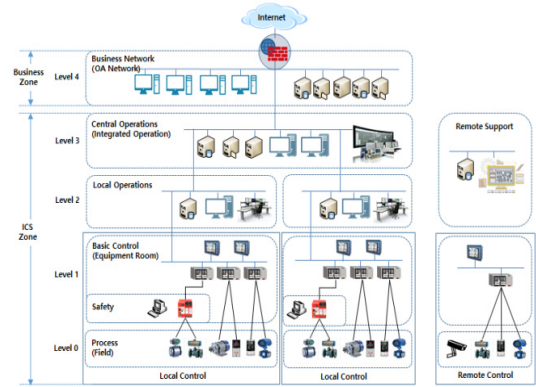 Internet
Business Network
(OA Network)
Business
Zone
Level 4
Central Operations
(Integrated Operation)
Level 3
Remote Support
Local Operations
Level 2
ICS
Zone
Basic Control
(Equipment Room)
Level 1
Safety
Level 0
Process
(Field)
Local Control
Local Control
Remote Control